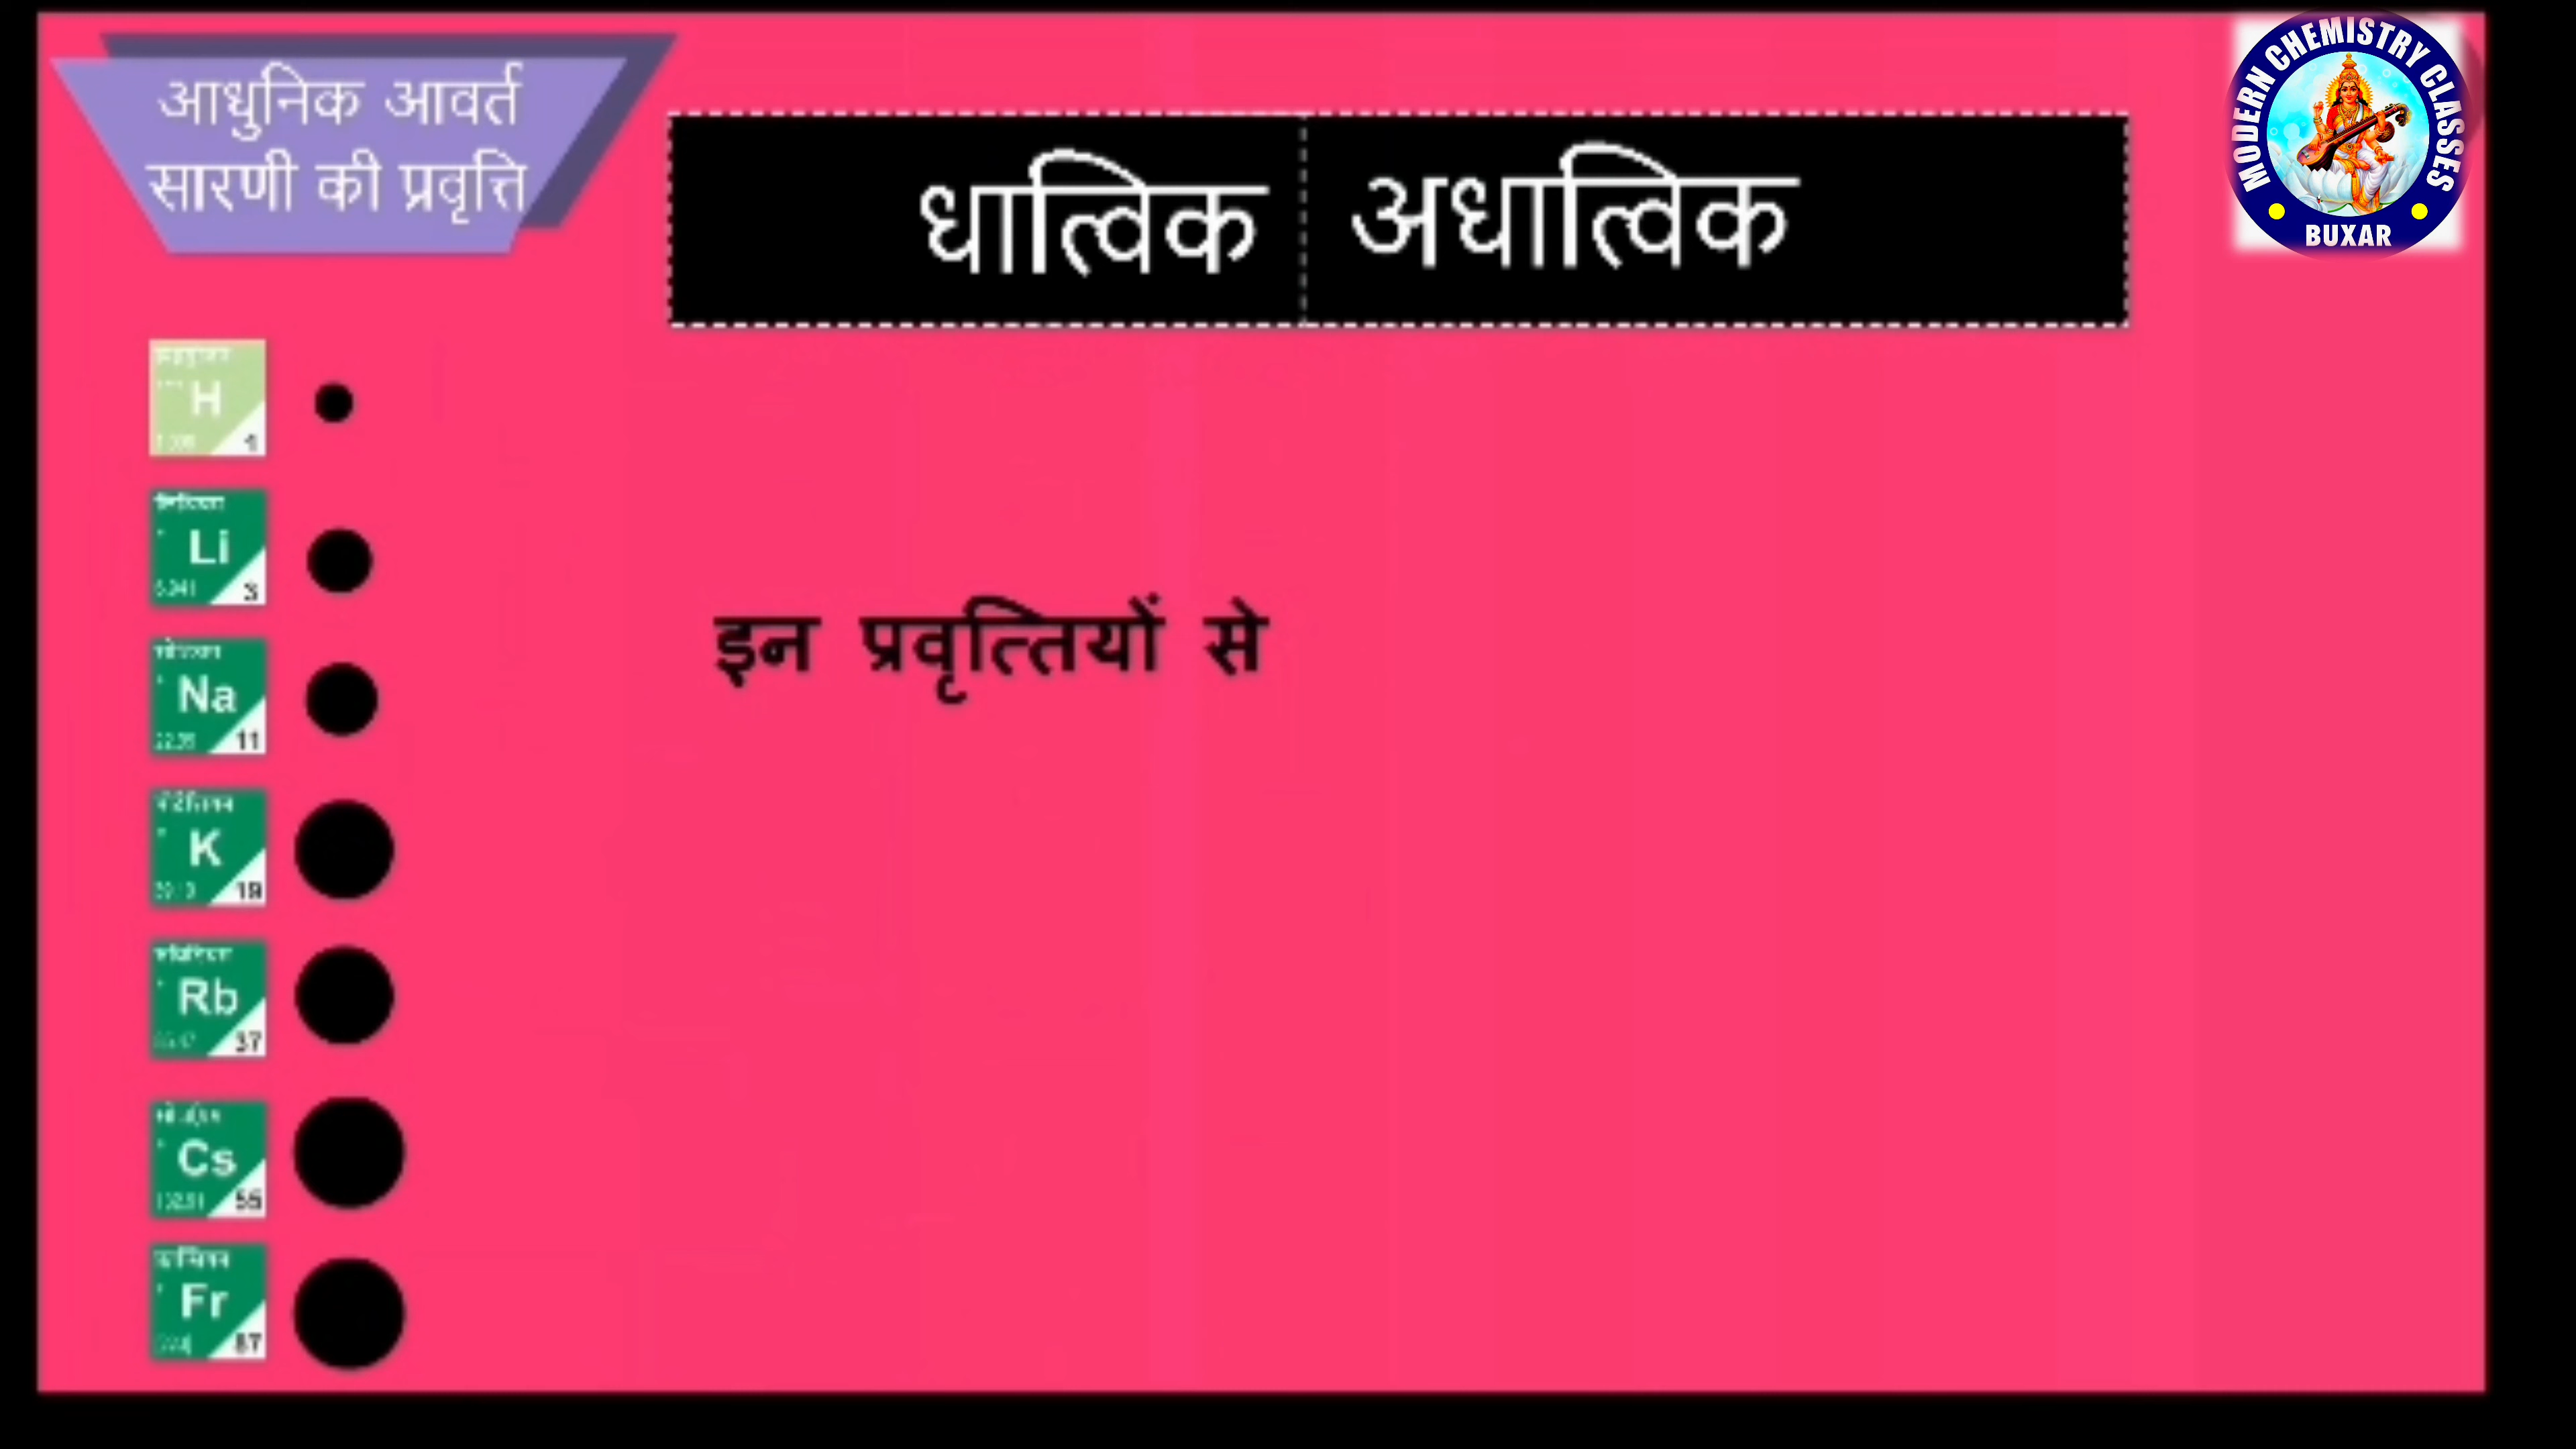 आधुनिक आवर्त
सारणी की प्रवृत्ति
धात्विक अधात्विक
MODERN CHEMISTRY CLASSES
BUXAR
H
1
Li
3
Na
11
K
19
Rb
37
Cs
55
Fr
87
इन प्रवृत्तियों से